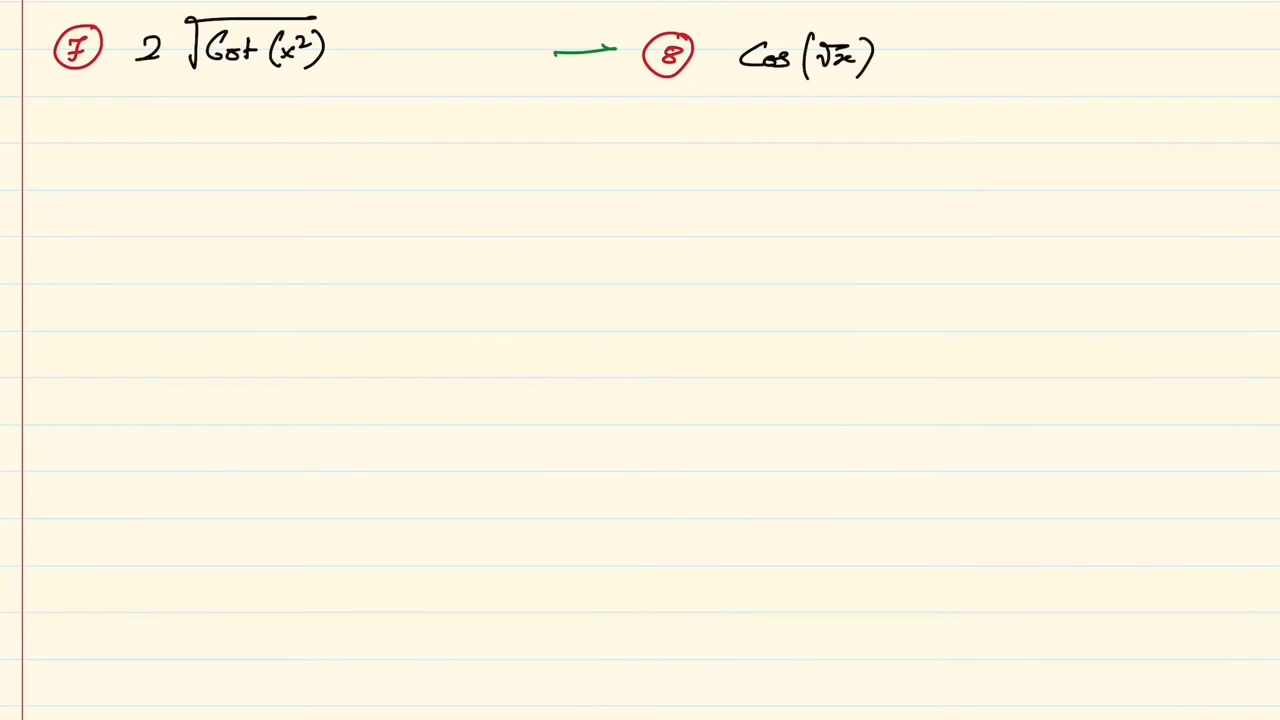 ⑦ 2 √Cot (x²) → ⑧ Cos (√x)